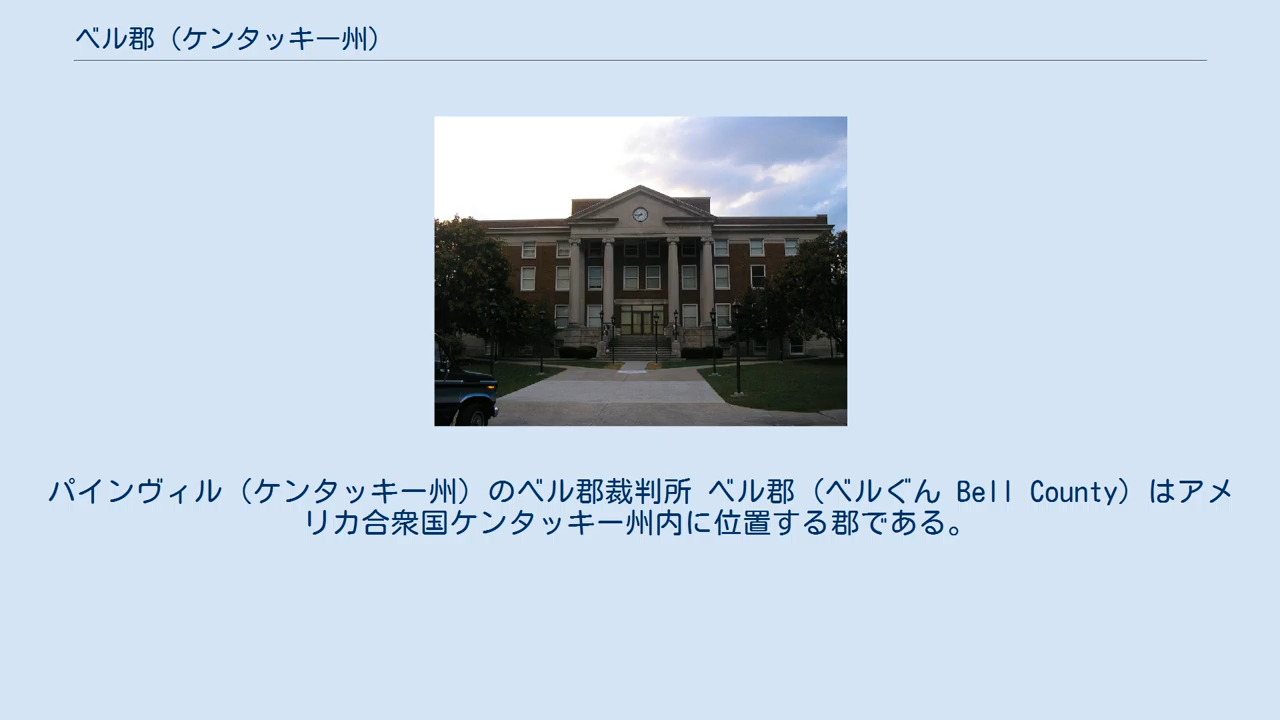 ベル郡（ケンタッキー州）
パインヴィル（ケンタッキー州）のベル郡裁判所 ベル郡（ベルぐん Bell County）はアメ
リカ合衆国ケンタッキー州内に位置する郡である。